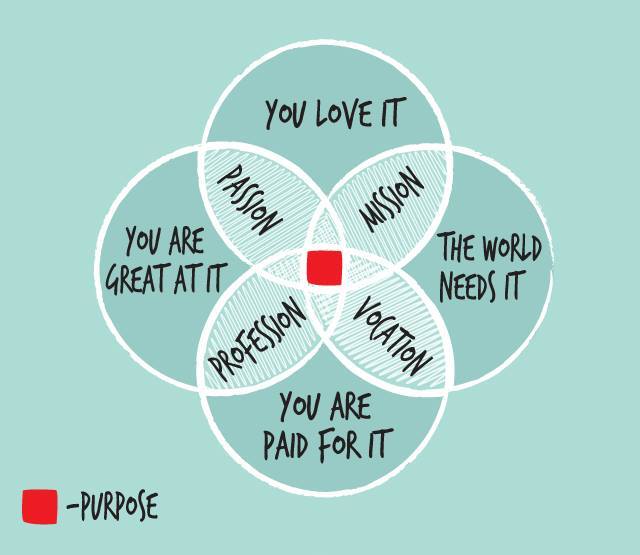 YOU LOVE IT
PASSION
MISSION
YOU ARE
GREAT AT IT
THE WORLD
NEEDS IT
PROFESSION
VOCATION
YOU ARE
PAID FOR IT
-PURPOSE